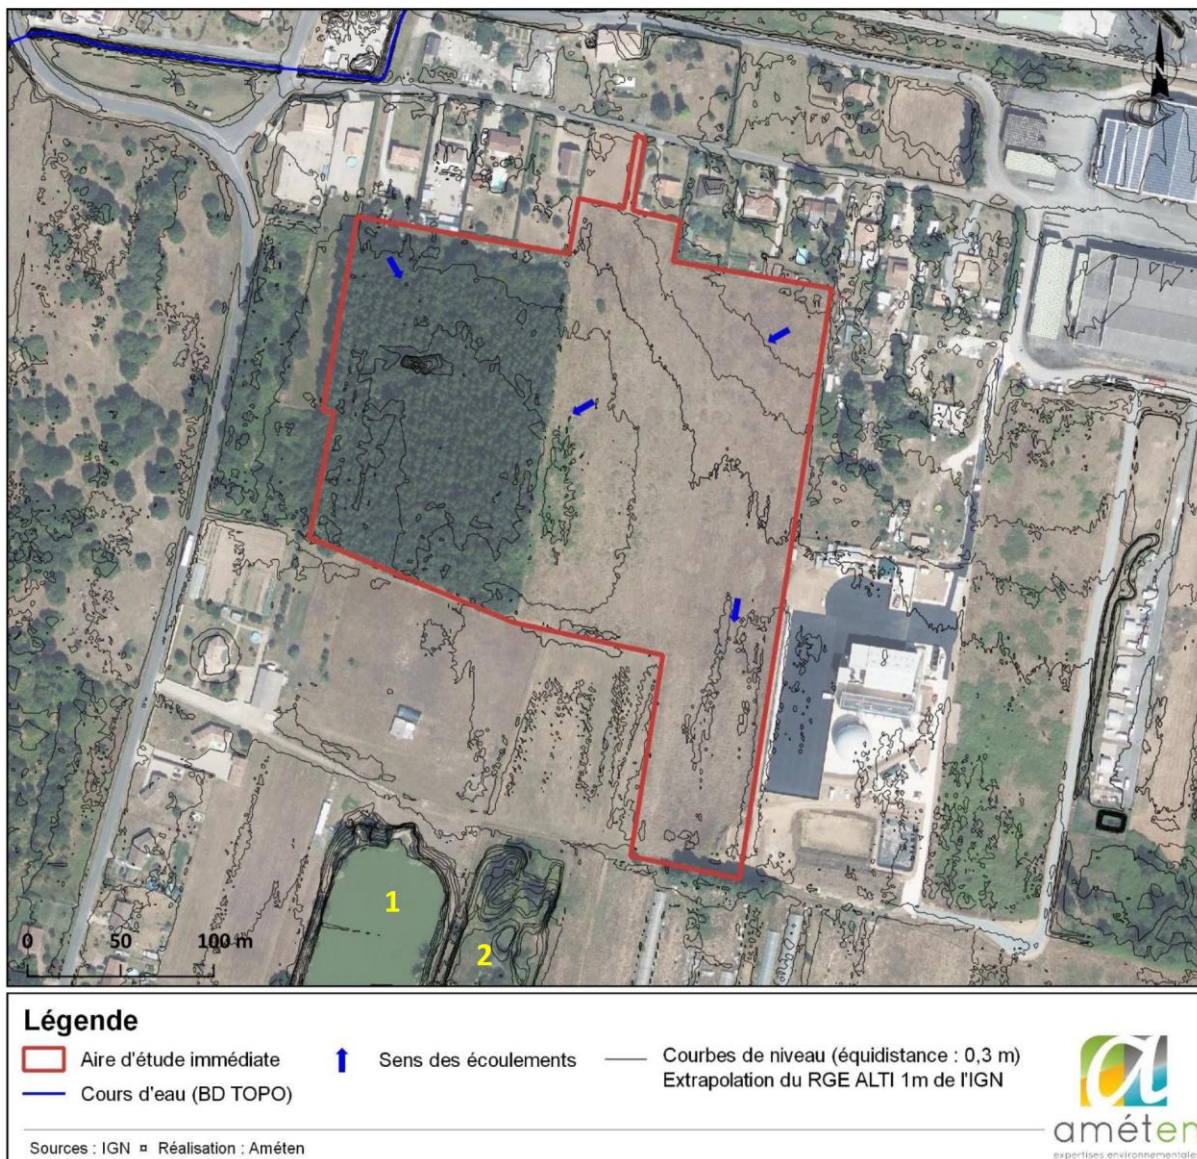 1
2
0 50 100 m
Légende
Aire d'étude immédiate
Sens des écoulements
Courbes de niveau (équidistance : 0,3 m)
Extrapolation du RGE ALTI 1m de l'IGN
Cours d'eau (BD TOPO)
Sources : IGN ¤ Réalisation : Améten
a
améten
expertises environnementales